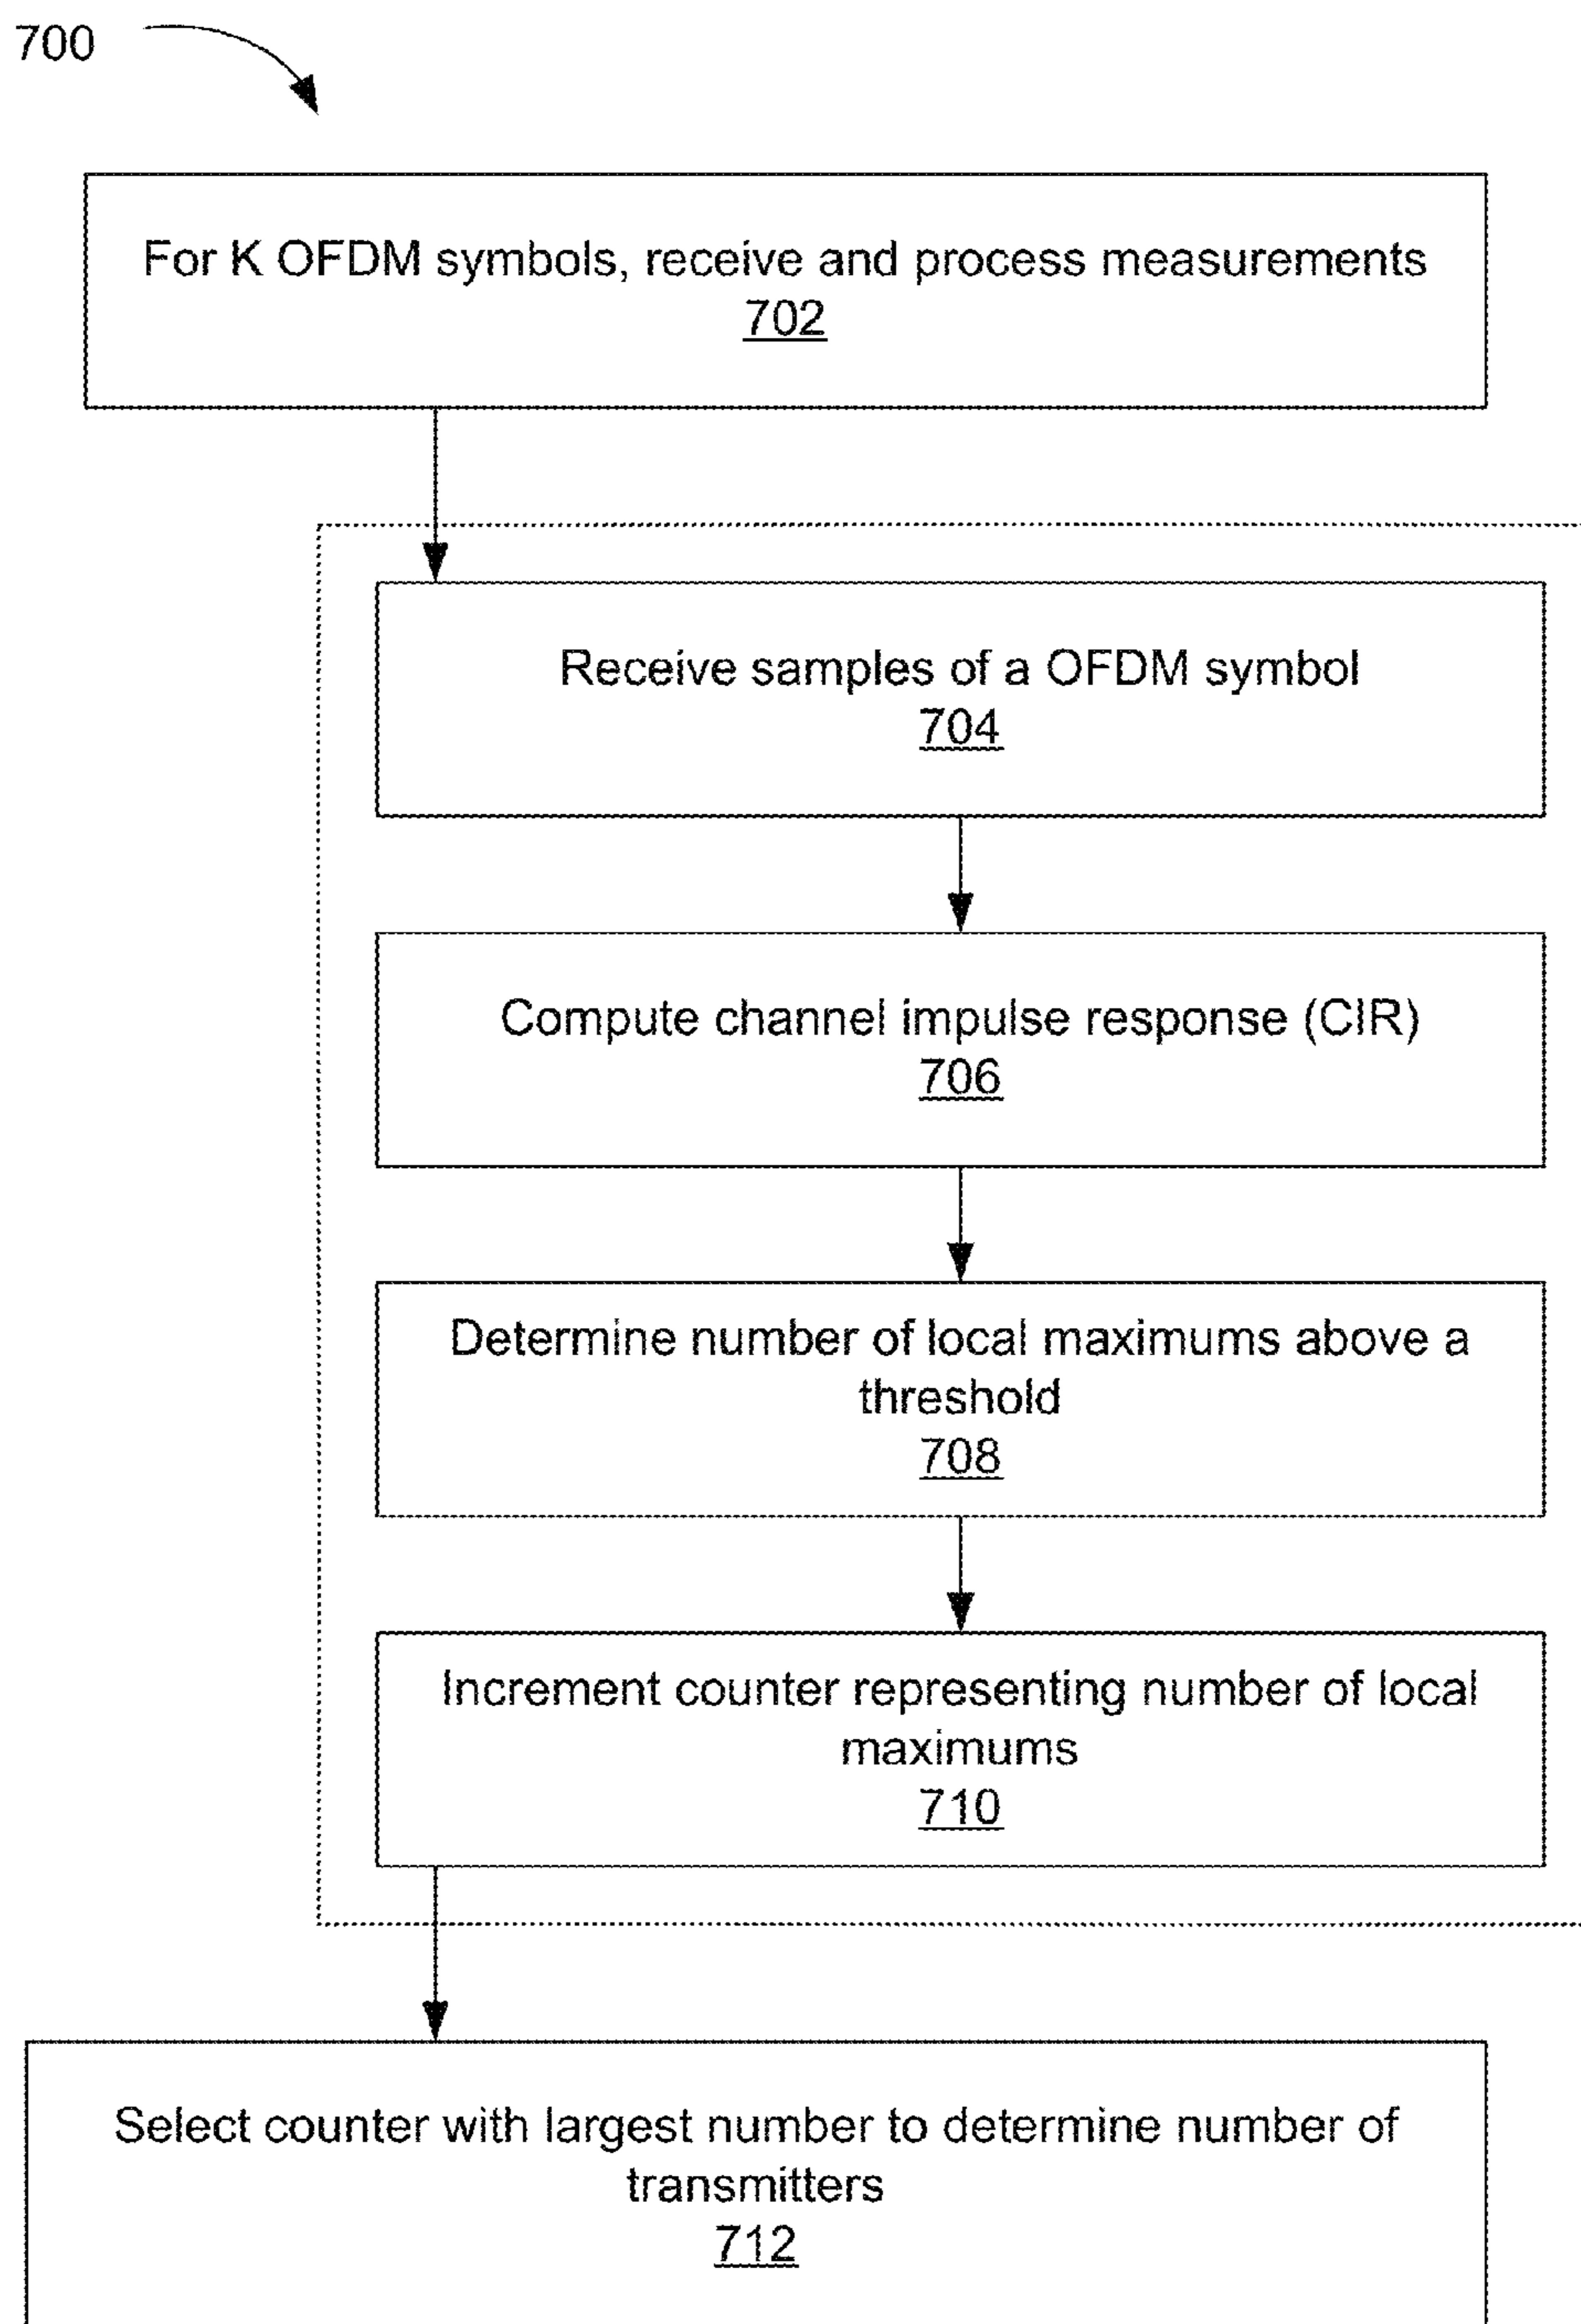 700
For K OFDM symbols, receive and process measurements
702
Receive samples of a OFDM symbol
704
Compute channel impulse response (CIR)
706
Determine number of local maximums above a
threshold
708
Increment counter representing number of local
maximums
710
Select counter with largest number to determine number of
transmitters
712